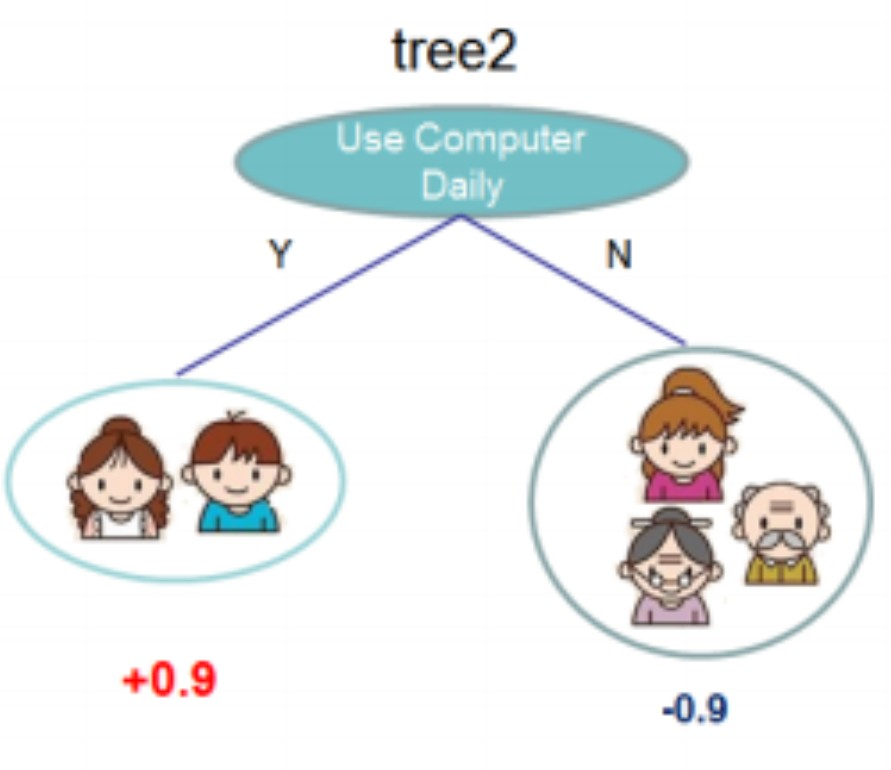 tree2
Use Computer
Daily
Y
N
+0.9
-0.9